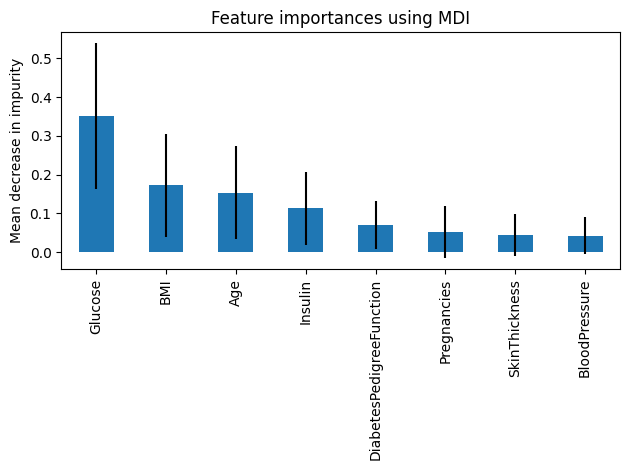 Feature importances using MDI
Mean decrease in impurity
0.5
0.4
0.3
0.2
0.1
0.0
Glucose
BMI
Age
Insulin
DiabetesPedigreeFunction
Pregnancies
SkinThickness
BloodPressure